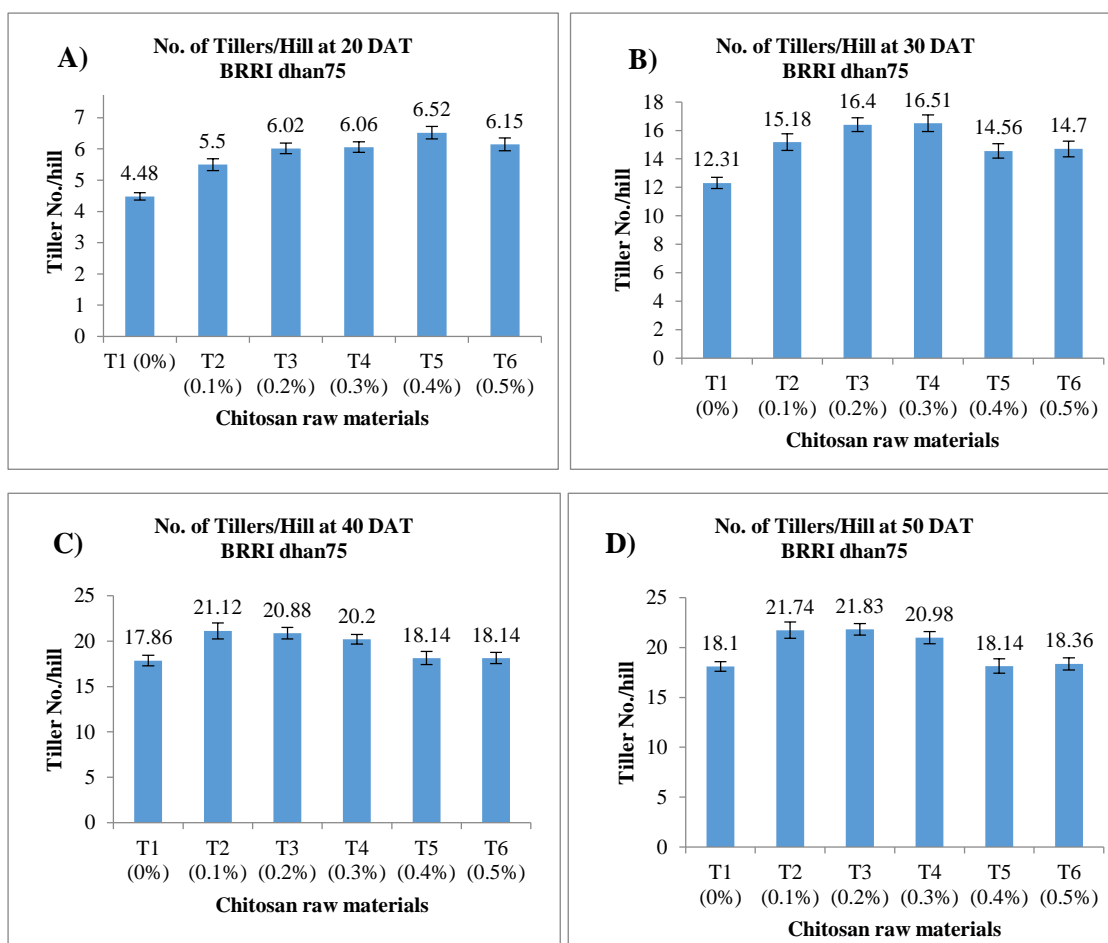 A)
No. of Tillers/Hill at 20 DAT
BRRI dhan75
Tiller No./hill
7
6
5
4
3
2
1
0
4.48
5.5
6.02
6.06
6.52
6.15
T1 (0%) T2 T3 T4 T5 T6
(0.1%) (0.2%) (0.3%) (0.4%) (0.5%)
Chitosan raw materials
B)
No. of Tillers/Hill at 30 DAT
BRRI dhan75
Tiller No./hill
18
16
14
12
10
8
6
4
2
0
12.31
15.18
16.4
16.51
14.56
14.7
T1 T2 T3 T4 T5 T6
(0%) (0.1%) (0.2%) (0.3%) (0.4%) (0.5%)
Chitosan raw materials
C)
No. of Tillers/Hill at 40 DAT
BRRI dhan75
Tiller No./hill
25
20
15
10
5
0
17.86
21.12
20.88
20.2
18.14
18.14
T1 T2 T3 T4 T5 T6
(0%) (0.1%) (0.2%) (0.3%) (0.4%) (0.5%)
Chitosan raw materials
D)
No. of Tillers/Hill at 50 DAT
BRRI dhan75
Tiller No./hill
25
20
15
10
5
0
18.1
21.74
21.83
20.98
18.14
18.36
T1 T2 T3 T4 T5 T6
(0%) (0.1%) (0.2%) (0.3%) (0.4%) (0.5%)
Chitosan raw materials